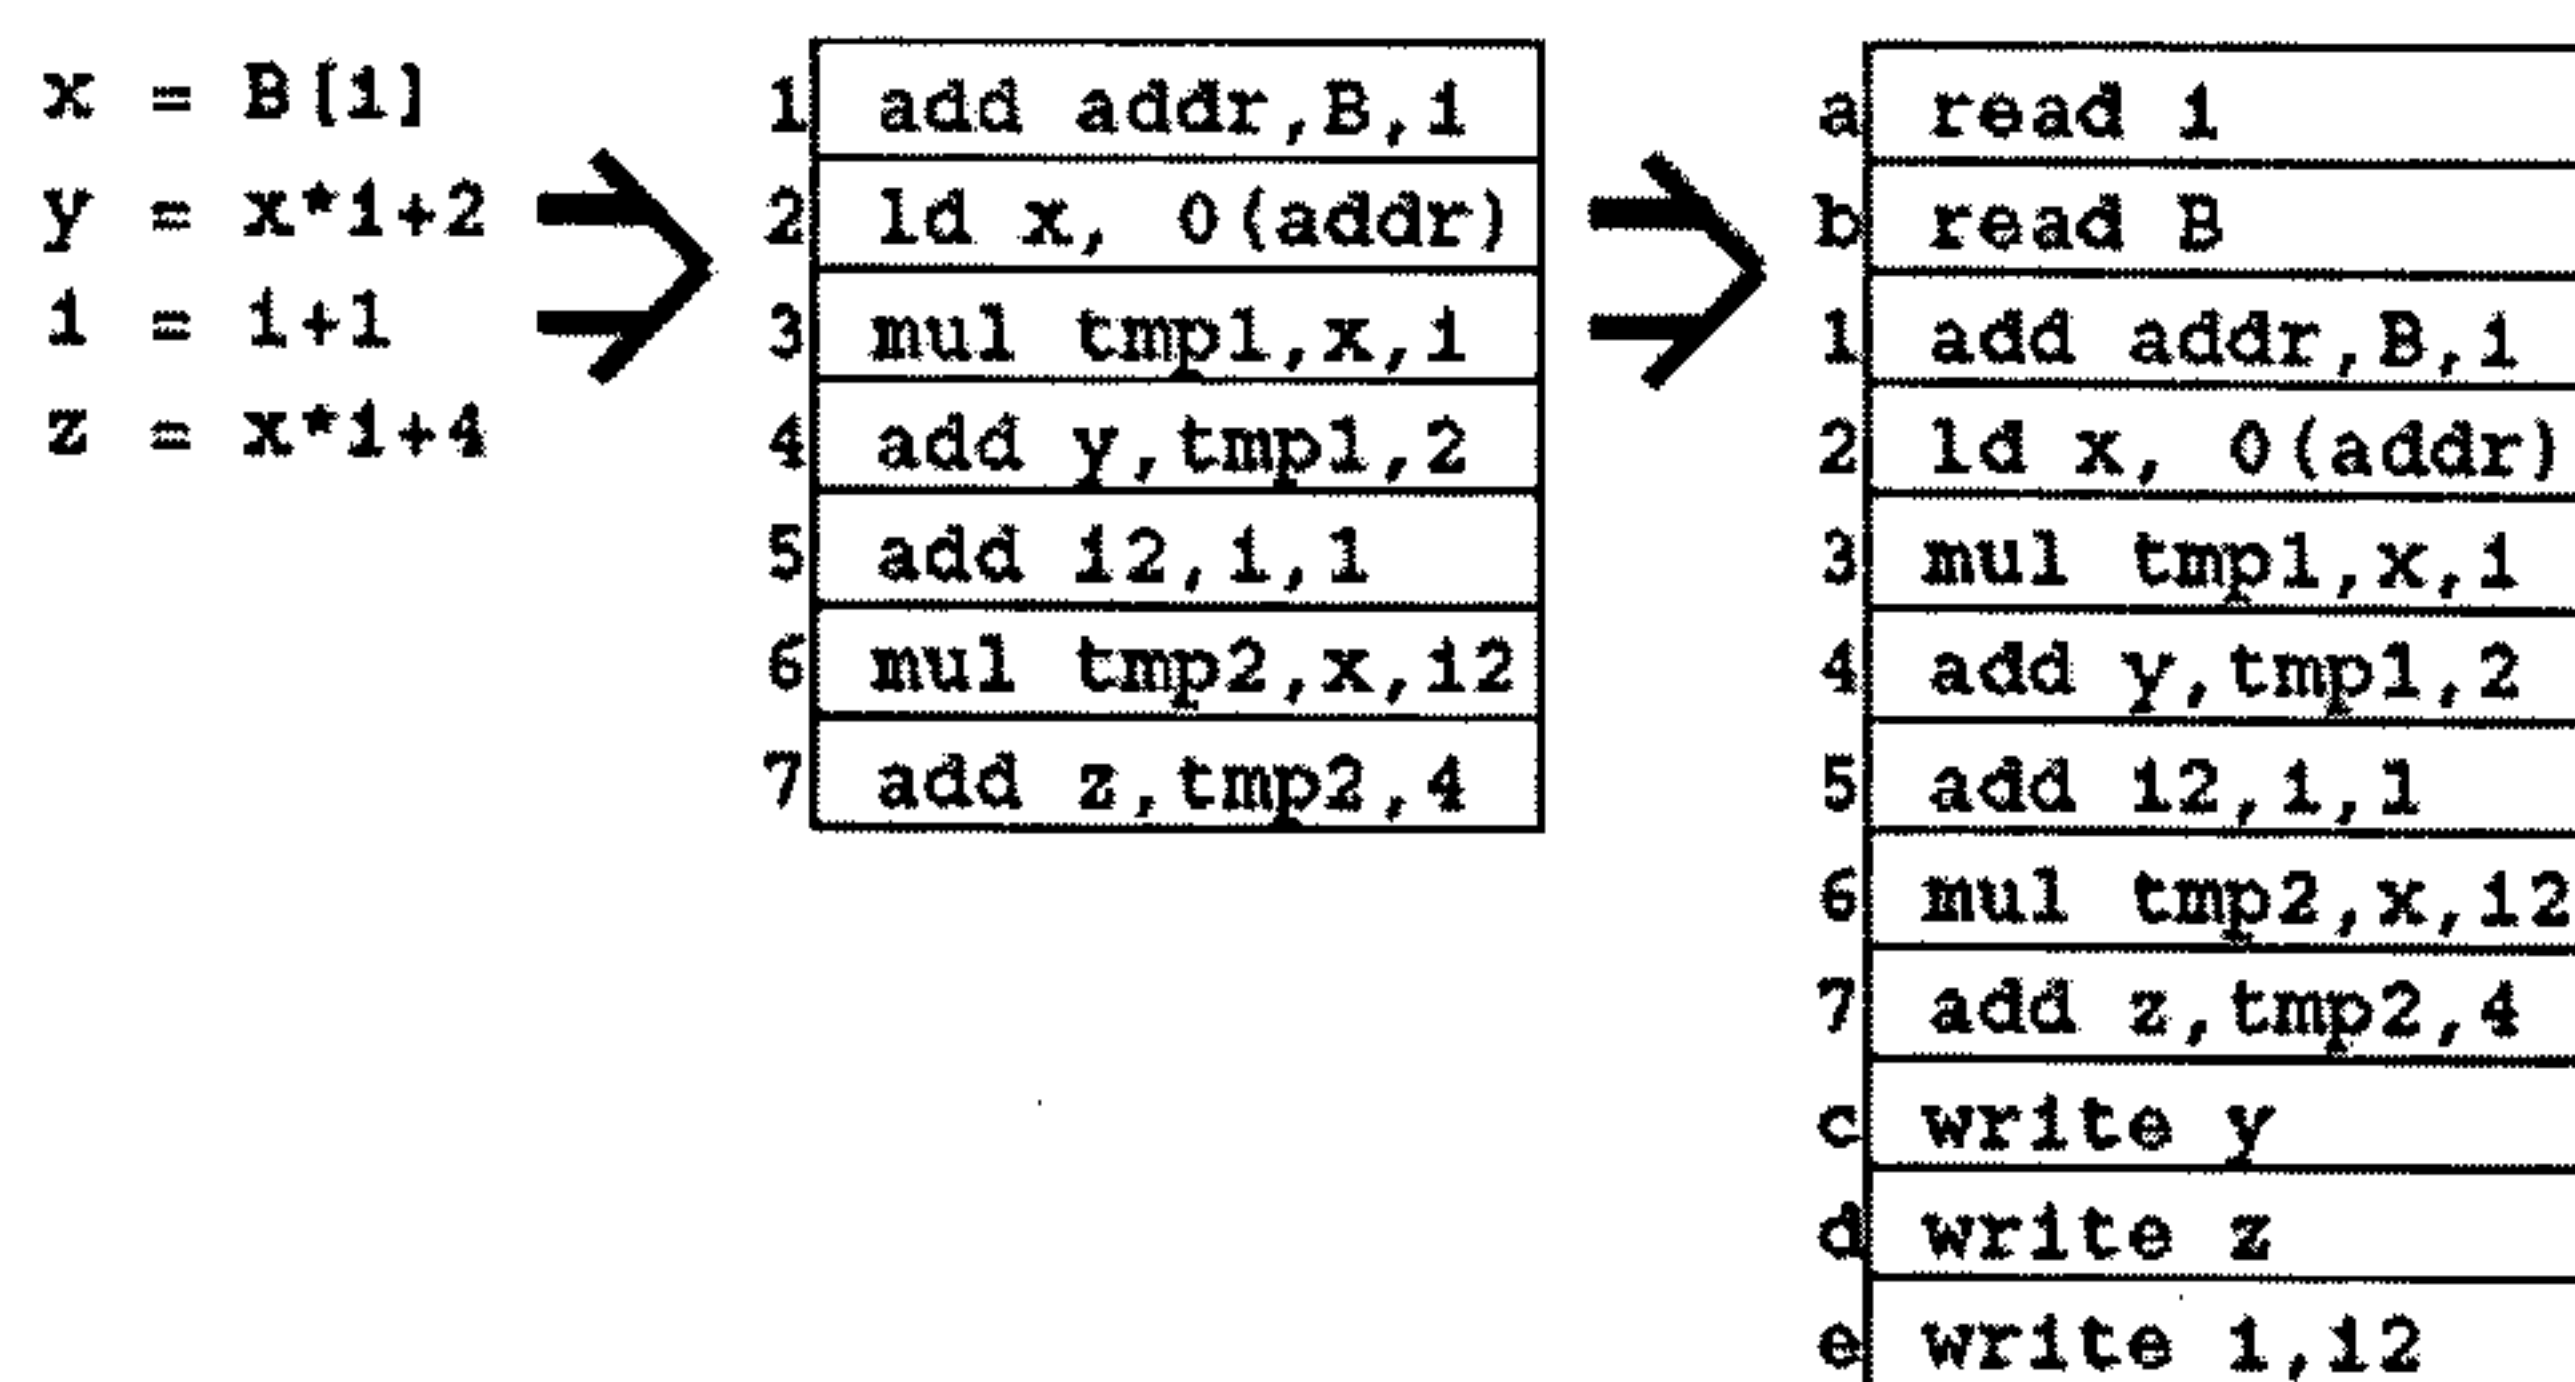 x = B[i]
y = x*i+2
i = i+1
z = x*i+4
1 add addr,B,i
2 ld x, 0(addr)
3 mul tmp1,x,i
4 add y,tmp1,2
5 add i2,i,1
6 mul tmp2,x,i2
7 add z,tmp2,4
a read i
b read B
1 add addr,B,i
2 ld x, 0(addr)
3 mul tmp1,x,i
4 add y,tmp1,2
5 add i2,i,1
6 mul tmp2,x,i2
7 add z,tmp2,4
c write y
d write z
e write i,i2